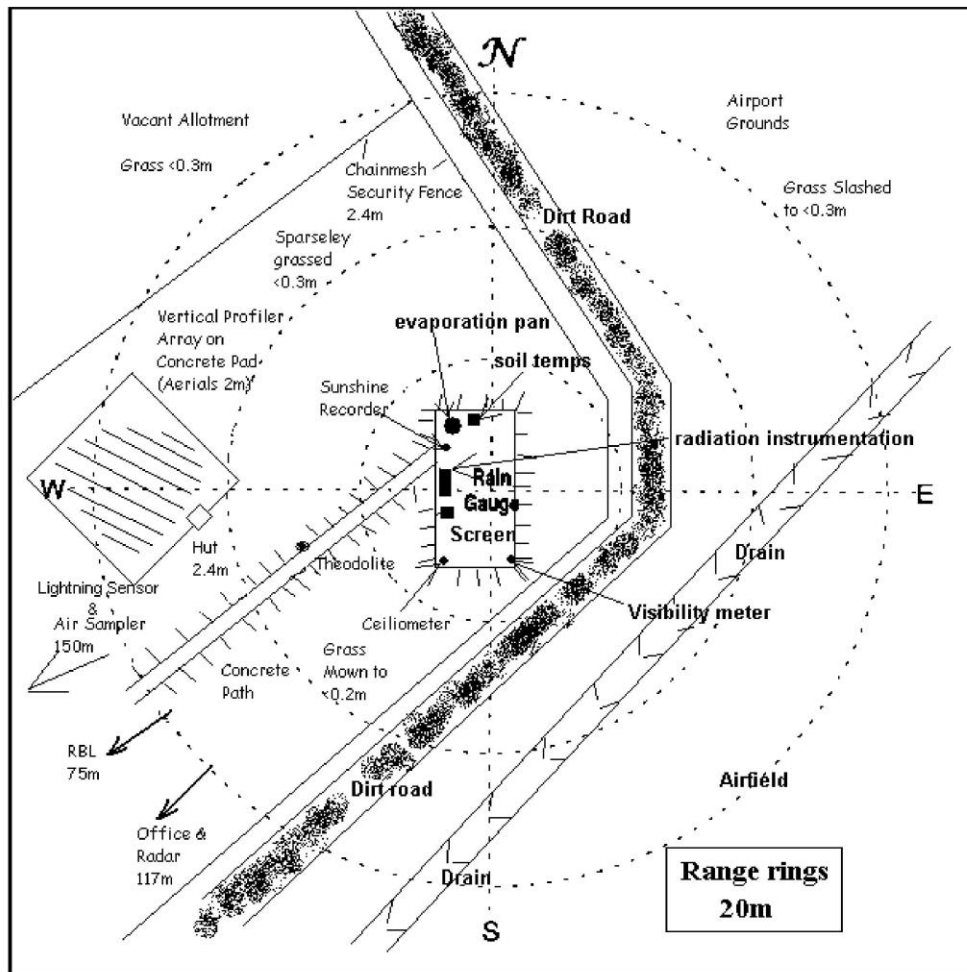 N
Vacant Allotment
Grass <0.3m
Airport
Grounds
Chainmesh
Security Fence
2.4m
Grass Slashed
to <0.3m
Dirt Road
Sparseley
grassed
<0.3m
Vertical Profiler
Array on
Concrete Pad
(Aerials 2m)
evaporation pan
soil temps
Sunshine
Recorder
radiation instrumentation
W
Rain
Gauge
Screen
E
Hut
2.4m
Theodolite
Drain
Lightning Sensor
&
Air Sampler
150m
Ceiliometer
Visibility meter
Concrete
Path
Grass
Mown to
<0.2m
RBL
75m
Dirt road
Airfield
Office &
Radar
117m
Drain
Range rings
20m
S